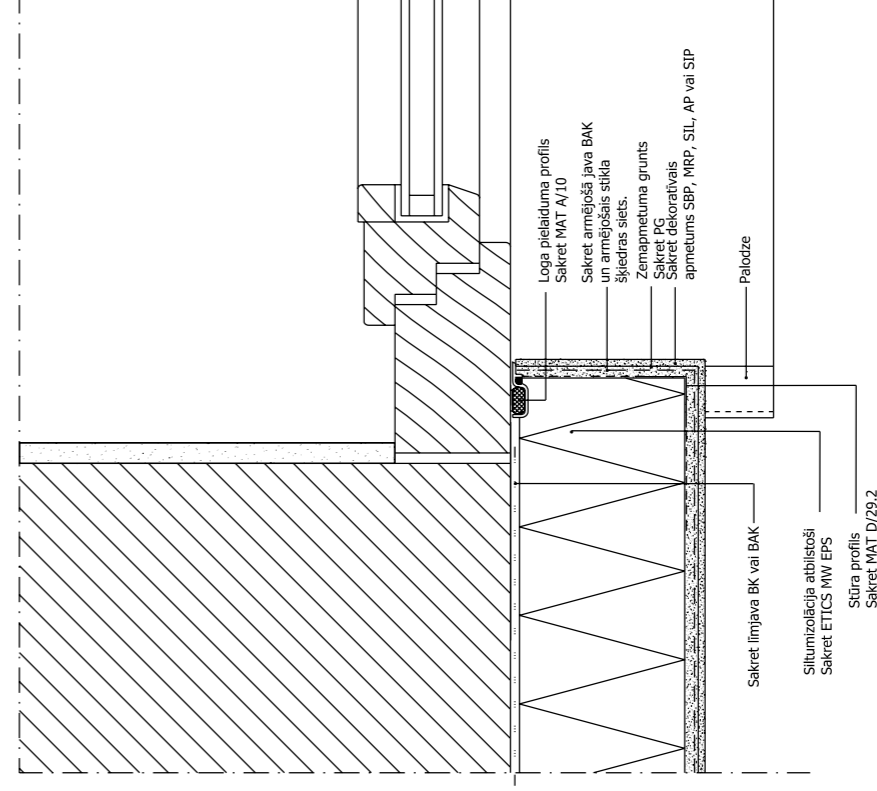 Loga pielaiduma profils
Sakret MAT A/10
Sakret armējošā java BAK
un armējošais stikla
šķiedras siets.
Zemapmetuma grunts
Sakret PG
Sakret dekoratīvais
apmetums SBP, MRP, SIL, AP vai SIP
Palodze
Sakret līmjava BK vai BAK
Siltumizolācija atbilstoši
Sakret ETICS MW EPS
Stūra profils
Sakret MAT D/29.2